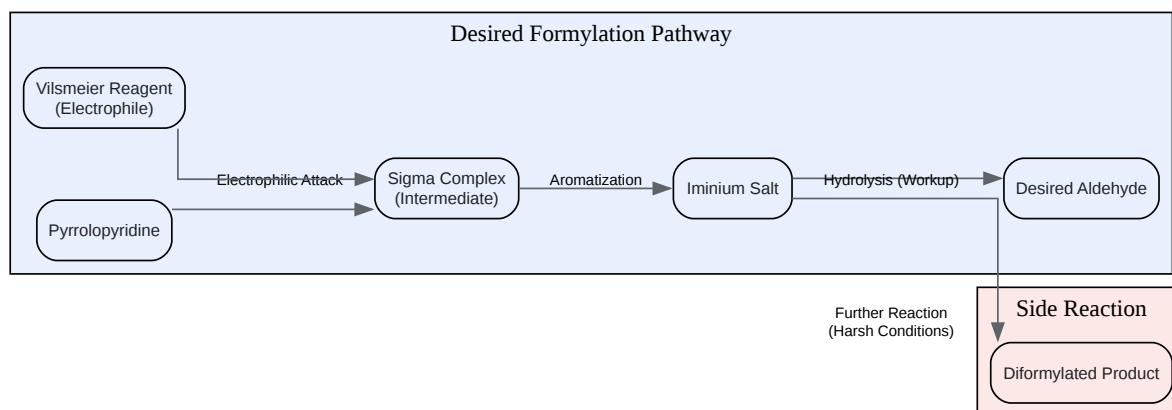 Desired Formylation Pathway
Vilsmeier Reagent
(Electrophile)
Electrophilic Attack
Pyrrolopyridine
Sigma Complex
(Intermediate)
Aromatization
Iminium Salt
Hydrolysis (Workup)
Desired Aldehyde
Further Reaction
(Harsh Conditions)
Side Reaction
Diformylated Product